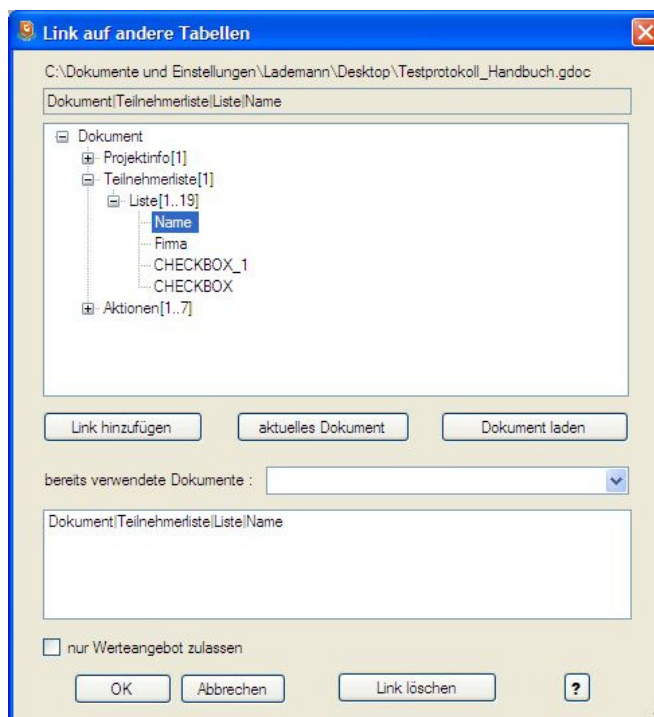 Link auf andere Tabellen
C:\Dokumente und Einstellungen\Lademann\Desktop\Testprotokoll_Handbuch.gdoc
Dokument|Teilnehmerliste|Liste|Name
Dokument
Projektinfo[1]
Teilnehmerliste[1]
Liste[1..19]
Name
Firma
CHECKBOX_1
CHECKBOX
Aktionen[1..7]
Link hinzufügen aktuelles Dokument Dokument laden
bereits verwendete Dokumente :
Dokument|Teilnehmerliste|Liste|Name
nur Werteangebot zulassen
OK Abbrechen Link löschen ?